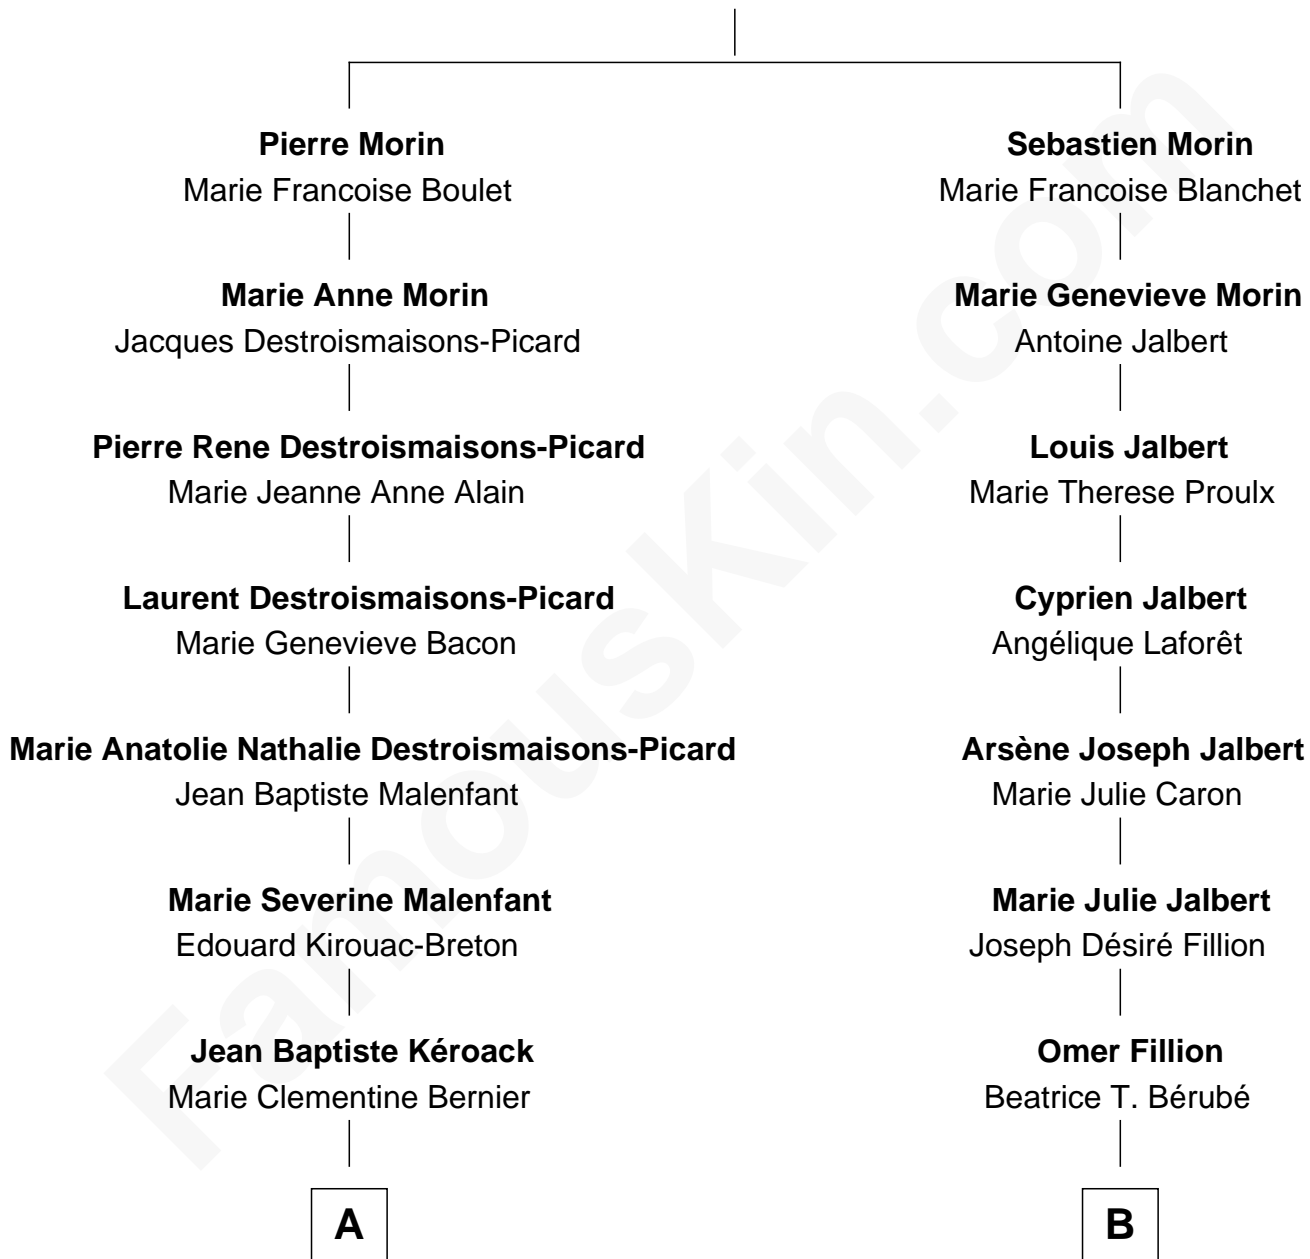 Pierre Morin
Marie Francoise Boulet
Marie Anne Morin
Jacques Destroismaisons-Picard
Pierre Rene Destroismaisons-Picard
Marie Jeanne Anne Alain
Laurent Destroismaisons-Picard
Marie Genevieve Bacon
Marie Anatolie Nathalie Destroismaisons-Picard
Jean Baptiste Malenfant
Marie Severine Malenfant
Edouard Kirouac-Breton
Jean Baptiste Kéroack
Marie Clementine Bernier
A
Sebastien Morin
Marie Francoise Blanchet
Marie Genevieve Morin
Antoine Jalbert
Louis Jalbert
Marie Therese Proulx
Cyprien Jalbert
Angélique Laforêt
Arsène Joseph Jalbert
Marie Julie Caron
Marie Julie Jalbert
Joseph Désiré Fillion
Omer Fillion
Beatrice T. Bérubé
B
FamousKin.com